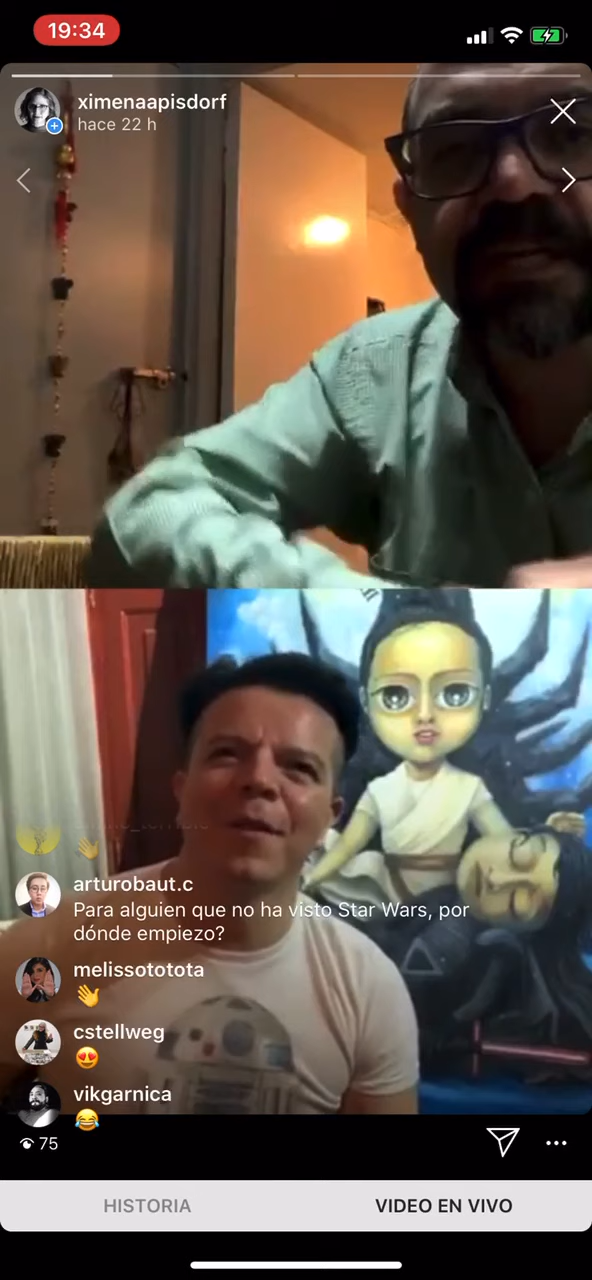 19:34
ximenaapisdorf
hace 22 h
arturobaut.c
Para alguien que no ha visto Star Wars, por
dónde empiezo?
melissototota
cstellweg
vikgarnica
75
HISTORIA
VIDEO EN VIVO